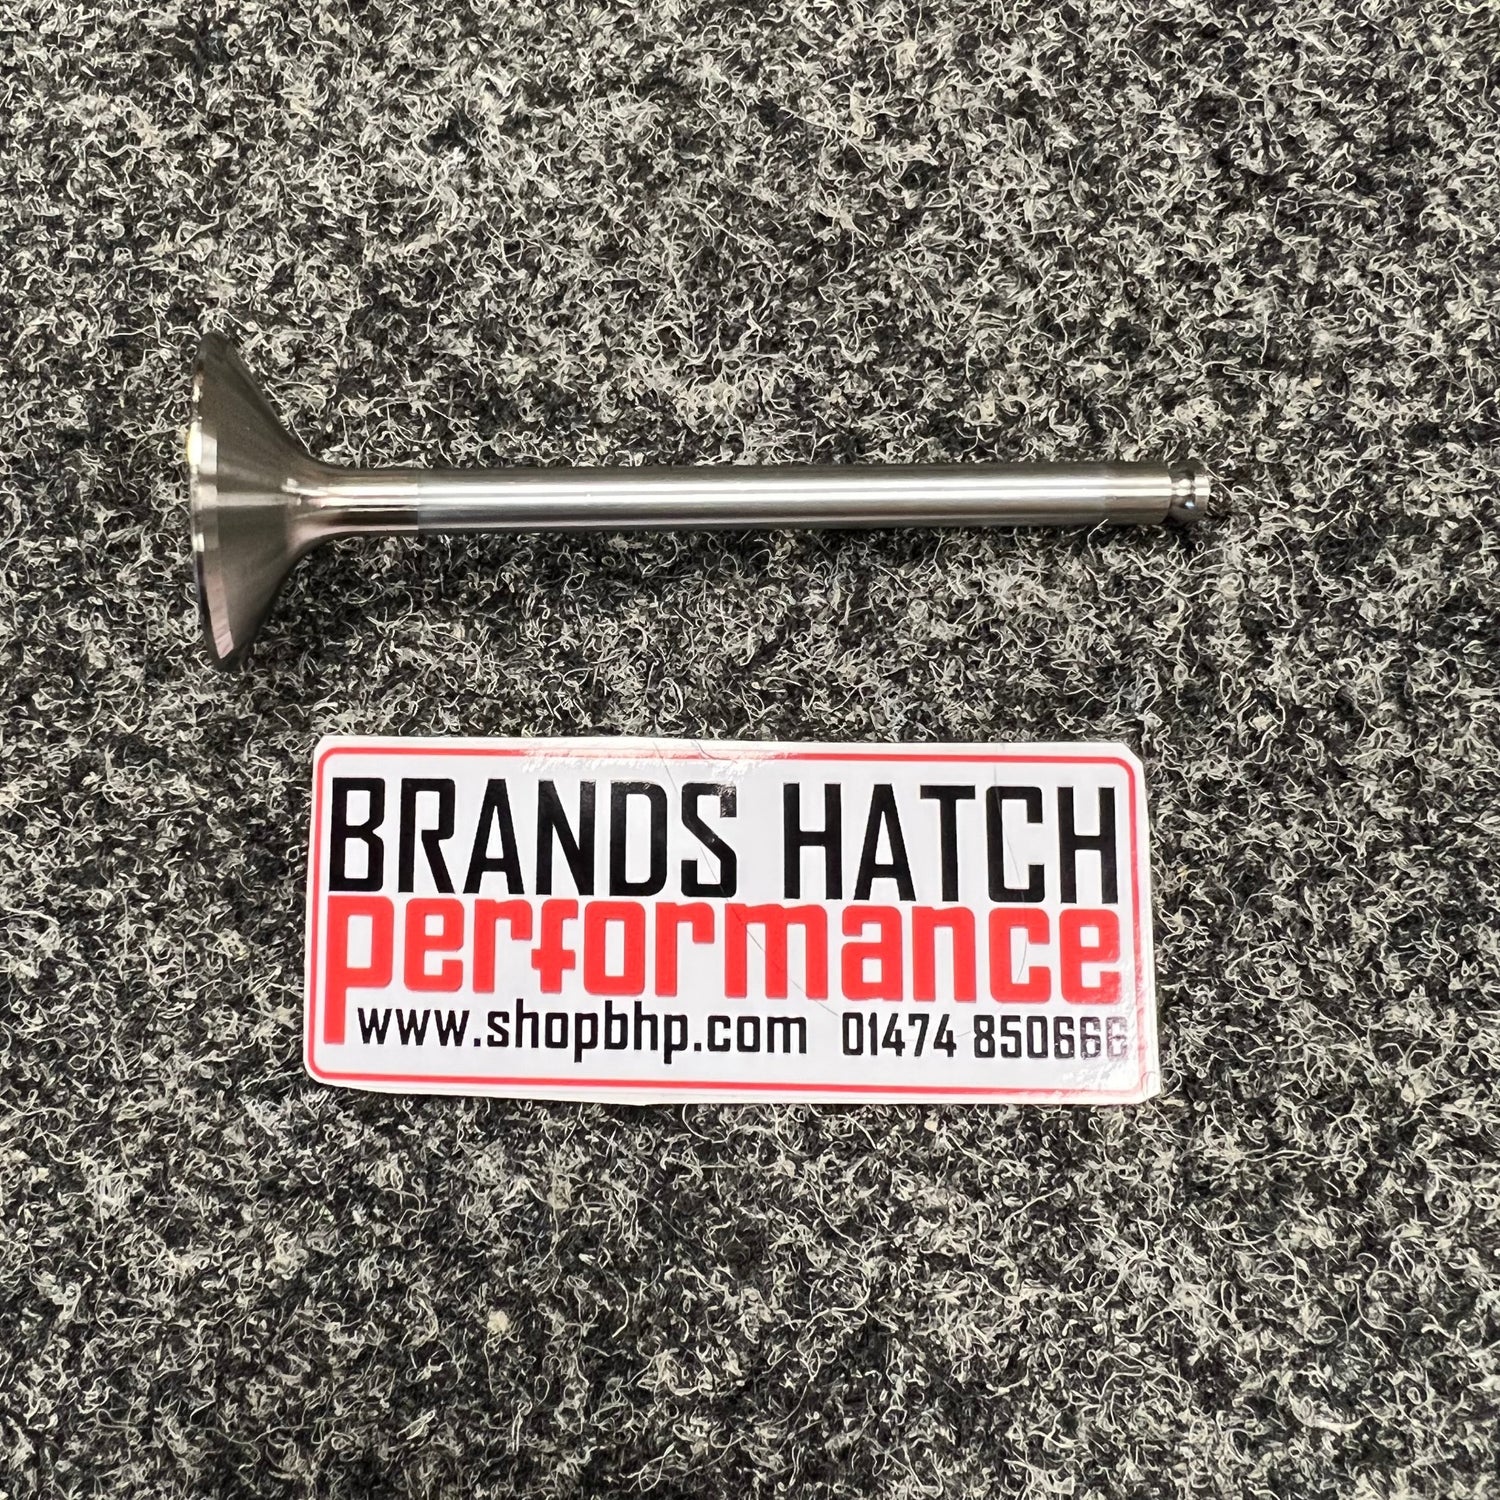 BRANDS HATCH
performance
www.shopbhp.com 01474 850666